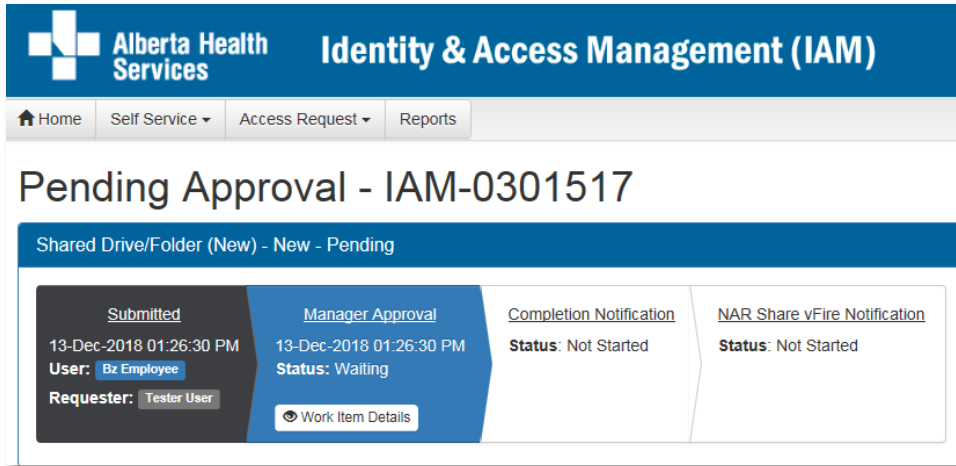 Alberta Health
Services
Identity & Access Management (IAM)
Home Self Service Access Request Reports
Pending Approval - IAM-0301517
Shared Drive/Folder (New) - New - Pending
Submitted
13-Dec-2018 01:26:30 PM
User: Bz Employee
Requester: Tester User
Manager Approval
13-Dec-2018 01:26:30 PM
Status: Waiting
Work Item Details
Completion Notification
Status: Not Started
NAR Share vFire Notification
Status: Not Started